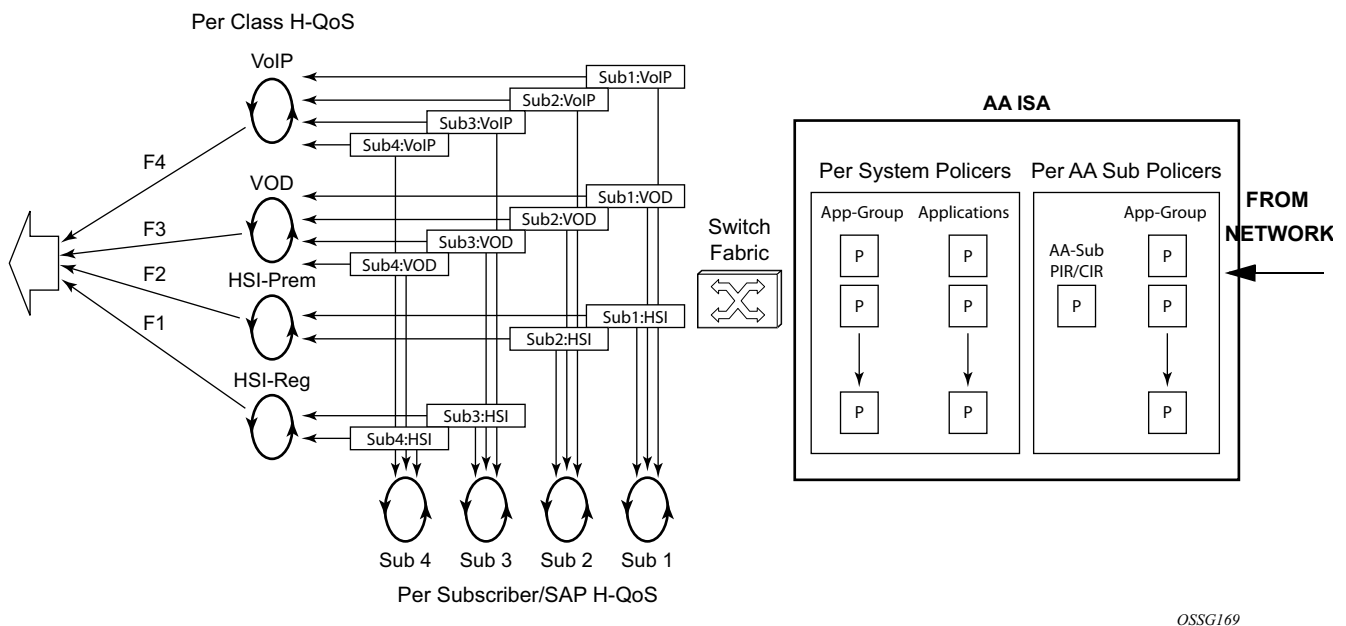 Per Class H-QoS
VoIP
Sub1:VoIP
Sub2:VoIP
Sub3:VoIP
Sub4:VoIP
F4
VOD
Sub1:VOD
Sub2:VOD
Sub3:VOD
Sub4:VOD
F3
F2
HSI-Prem
Sub1:HSI
Sub2:HSI
F1
HSI-Reg
Sub3:HSI
Sub4:HSI
Sub 4
Sub 3
Sub 2
Sub 1
Per Subscriber/SAP H-QoS
Switch
Fabric
AA ISA
Per System Policers
App-Group
Applications
P
P
P
P
P
P
Per AA Sub Policers
AA-Sub
PIR/CIR
P
App-Group
P
P
P
FROM
NETWORK
OSSG169